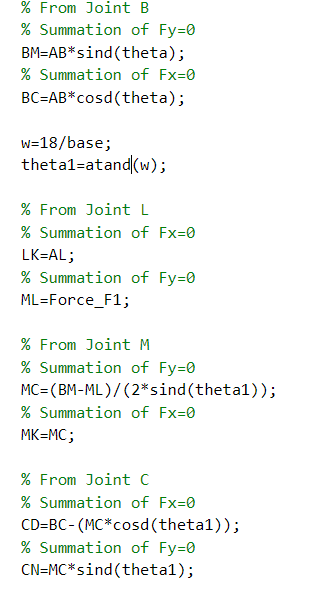 % From Joint B
% Summation of Fy=0
BM=AB*sind(theta);
% Summation of Fx=0
BC=AB*cosd(theta);
w=18/base;
theta1=atand(w);
% From Joint L
% Summation of Fx=0
LK=AL;
% Summation of Fy=0
ML=Force_F1;
% From Joint M
% Summation of Fy=0
MC=(BM-ML)/(2*sind(theta1));
% Summation of Fx=0
MK=MC;
% From Joint C
% Summation of Fx=0
CD=BC-(MC*cosd(theta1));
% Summation of Fy=0
CN=MC*sind(theta1);